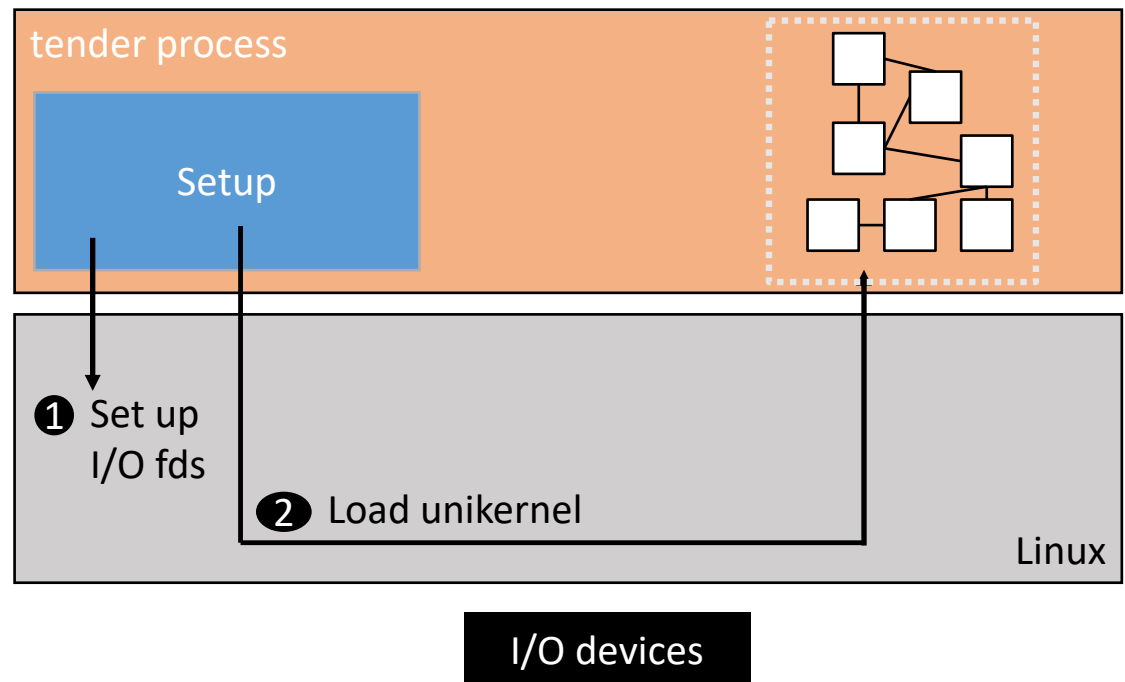 tender process
Setup
1 Set up
I/O fds
2 Load unikernel
Linux
I/O devices